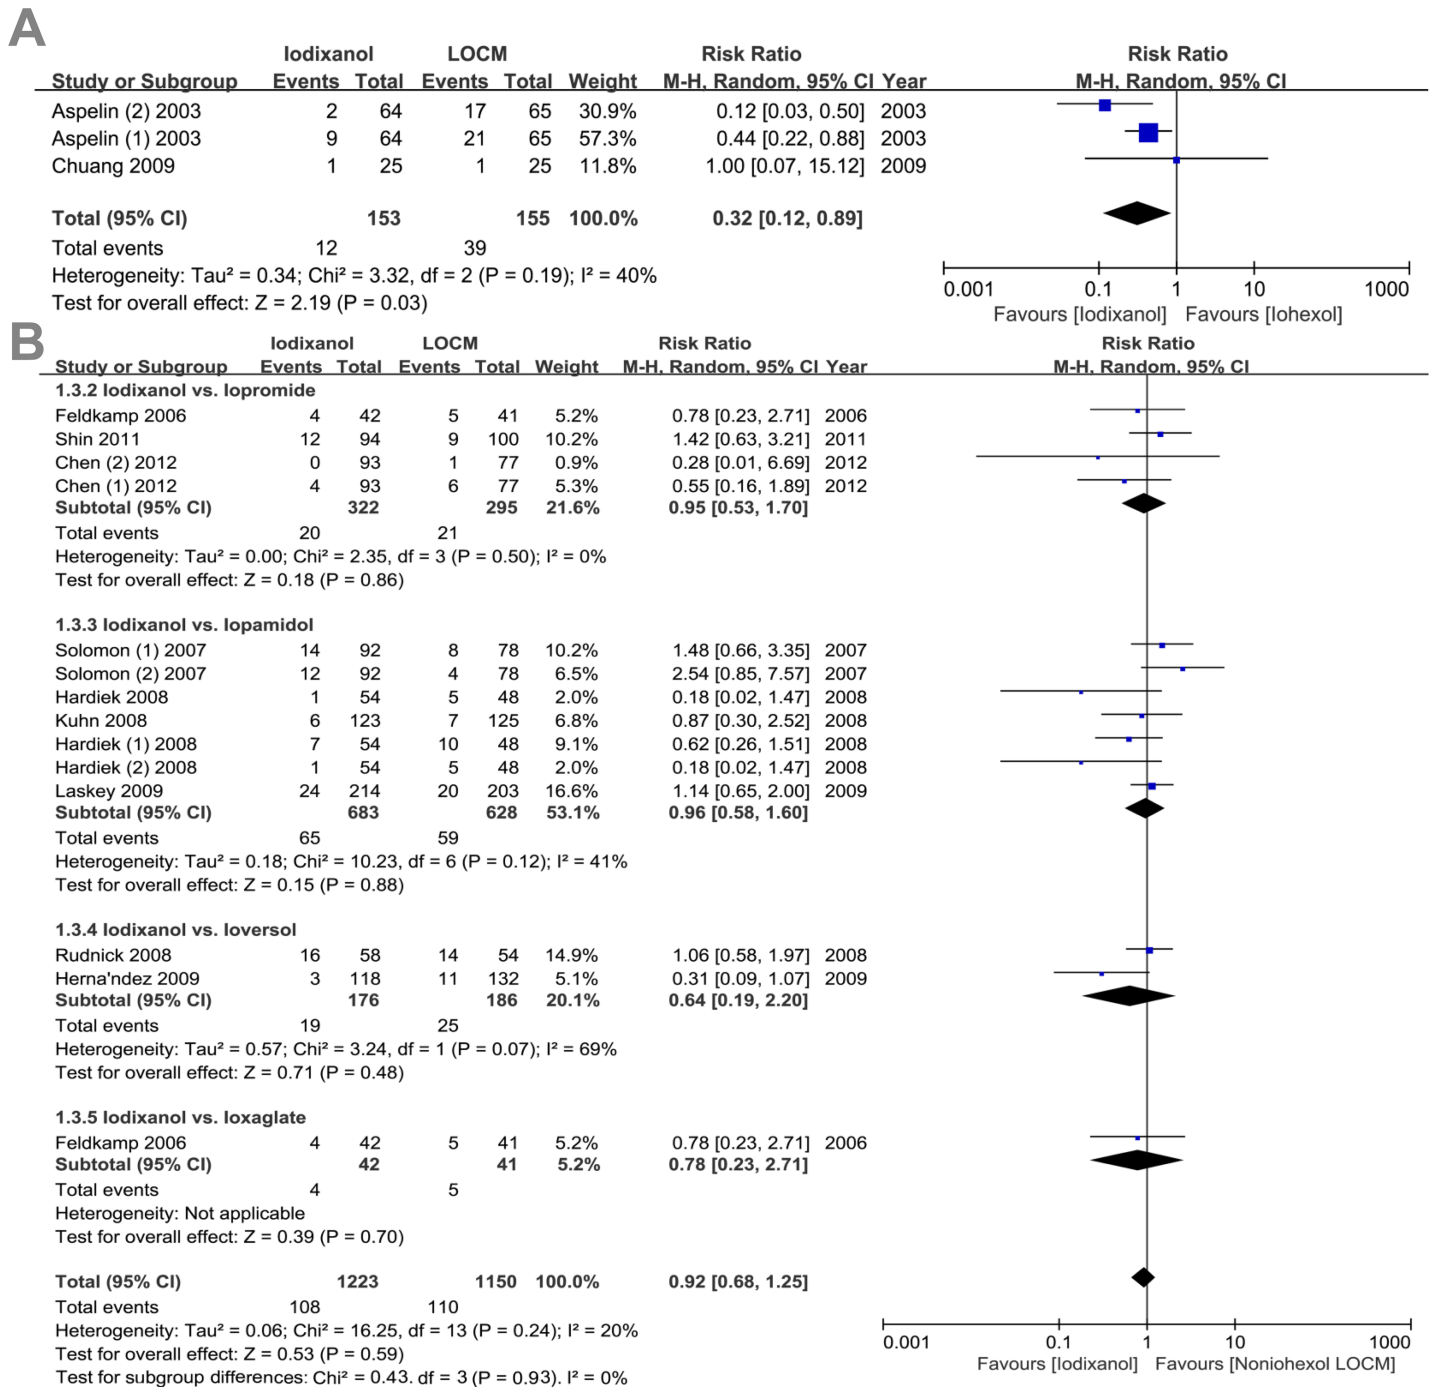 A
Iodixanol LOCM Risk Ratio Risk Ratio
Study or Subgroup Events Total Events Total Weight M-H, Random, 95% CI Year M-H, Random, 95% CI
Aspelin (2) 2003 2 64 17 65 30.9% 0.12 [0.03, 0.50] 2003
Aspelin (1) 2003 9 64 21 65 57.3% 0.44 [0.22, 0.88] 2003
Chuang 2009 1 25 1 25 11.8% 1.00 [0.07, 15.12] 2009
Total (95% CI) 153 155 100.0% 0.32 [0.12, 0.89]
Total events 12 39
Heterogeneity: Tau² = 0.34; Chi² = 3.32, df = 2 (P = 0.19); I² = 40%
Test for overall effect: Z = 2.19 (P = 0.03)
0.001 0.1 1 10 1000
Favours [Iodixanol] Favours [Iohexol]
B
Iodixanol LOCM Risk Ratio Risk Ratio
Study or Subgroup Events Total Events Total Weight M-H, Random, 95% CI Year M-H, Random, 95% CI
1.3.2 Iodixanol vs. Iopromide
Feldkamp 2006 4 42 5 41 5.2% 0.78 [0.23, 2.71] 2006
Shin 2011 12 94 9 100 10.2% 1.42 [0.63, 3.21] 2011
Chen (2) 2012 0 93 1 77 0.9% 0.28 [0.01, 6.69] 2012
Chen (1) 2012 4 93 6 77 5.3% 0.55 [0.16, 1.89] 2012
Subtotal (95% CI) 322 295 21.6% 0.95 [0.53, 1.70]
Total events 20 21
Heterogeneity: Tau² = 0.00; Chi² = 2.35, df = 3 (P = 0.50); I² = 0%
Test for overall effect: Z = 0.18 (P = 0.86)
1.3.3 Iodixanol vs. Iopamidol
Solomon (1) 2007 14 92 8 78 10.2% 1.48 [0.66, 3.35] 2007
Solomon (2) 2007 12 92 4 78 6.5% 2.54 [0.85, 7.57] 2007
Hardiek 2008 1 54 5 48 2.0% 0.18 [0.02, 1.47] 2008
Kuhn 2008 6 123 7 125 6.8% 0.87 [0.30, 2.52] 2008
Hardiek (1) 2008 7 54 10 48 9.1% 0.62 [0.26, 1.51] 2008
Hardiek (2) 2008 1 54 5 48 2.0% 0.18 [0.02, 1.47] 2008
Laskey 2009 24 214 20 203 16.6% 1.14 [0.65, 2.00] 2009
Subtotal (95% CI) 683 628 53.1% 0.96 [0.58, 1.60]
Total events 65 59
Heterogeneity: Tau² = 0.18; Chi² = 10.23, df = 6 (P = 0.12); I² = 41%
Test for overall effect: Z = 0.15 (P = 0.88)
1.3.4 Iodixanol vs. Ioversol
Rudnick 2008 16 58 14 54 14.9% 1.06 [0.58, 1.97] 2008
Herna'ndez 2009 3 118 11 132 5.1% 0.31 [0.09, 1.07] 2009
Subtotal (95% CI) 176 186 20.1% 0.64 [0.19, 2.20]
Total events 19 25
Heterogeneity: Tau² = 0.57; Chi² = 3.24, df = 1 (P = 0.07); I² = 69%
Test for overall effect: Z = 0.71 (P = 0.48)
1.3.5 Iodixanol vs. Ioxaglate
Feldkamp 2006 4 42 5 41 5.2% 0.78 [0.23, 2.71] 2006
Subtotal (95% CI) 42 41 5.2% 0.78 [0.23, 2.71]
Total events 4 5
Heterogeneity: Not applicable
Test for overall effect: Z = 0.39 (P = 0.70)
Total (95% CI) 1223 1150 100.0% 0.92 [0.68, 1.25]
Total events 108 110
Heterogeneity: Tau² = 0.06; Chi² = 16.25, df = 13 (P = 0.24); I² = 20%
Test for overall effect: Z = 0.53 (P = 0.59)
Test for subgroup differences: Chi² = 0.43. df = 3 (P = 0.93). I² = 0%
0.001 0.1 1 10 1000
Favours [Iodixanol] Favours [Noniohexol LOCM]